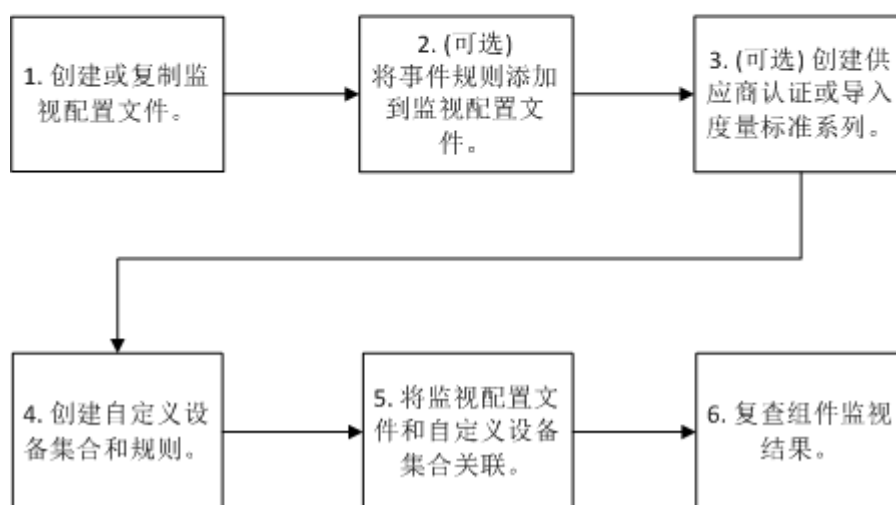 1. 创建或复制监
视配置文件。
2. (可选)
将事件规则添加
到监视配置文
件。
3. (可选) 创建供
应商认证或导入
度量标准系列。
4. 创建自定义设
备集合和规则。
5. 将监视配置文
件和自定义设备
集合关联。
6. 复查组件监视
结果。